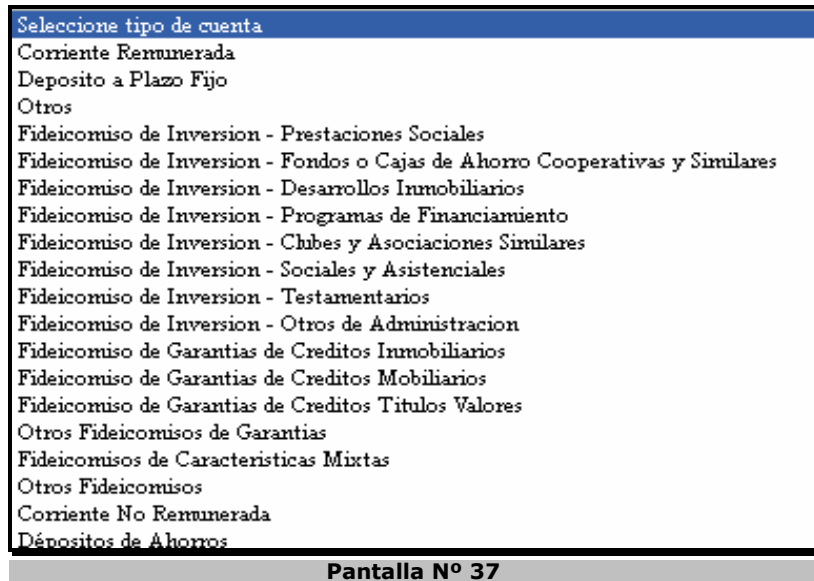 Seleccione tipo de cuenta
Corriente Remunerada
Deposito a Plazo Fijo
Otros
Fideicomiso de Inversion - Prestaciones Sociales
Fideicomiso de Inversion - Fondos o Cajas de Ahorro Cooperativas y Similares
Fideicomiso de Inversion - Desarrollos Inmobiliarios
Fideicomiso de Inversion - Programas de Financiamiento
Fideicomiso de Inversion - Clubes y Asociaciones Similares
Fideicomiso de Inversion - Sociales y Asistenciales
Fideicomiso de Inversion - Testamentarios
Fideicomiso de Inversion - Otros de Administracion
Fideicomiso de Garantias de Creditos Inmobiliarios
Fideicomiso de Garantias de Creditos Mobiliarios
Fideicomiso de Garantias de Creditos Titulos Valores
Otros Fideicomisos de Garantias
Fideicomisos de Caracteristicas Mixtas
Otros Fideicomisos
Corriente No Remunerada
Dépositos de Ahorros
Pantalla Nº 37